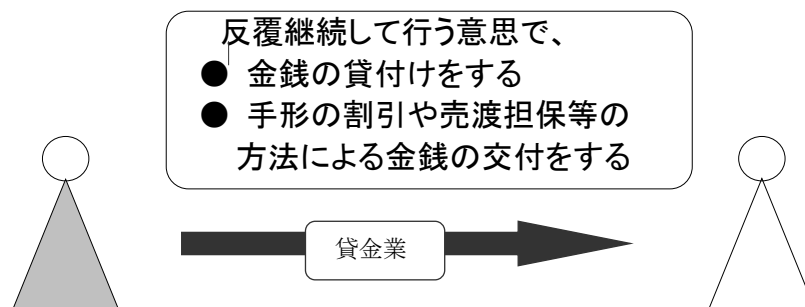 反覆継続して行う意思で、
● 金銭の貸付けをする
● 手形の割引や売渡担保等の
方法による金銭の交付をする
貸金業